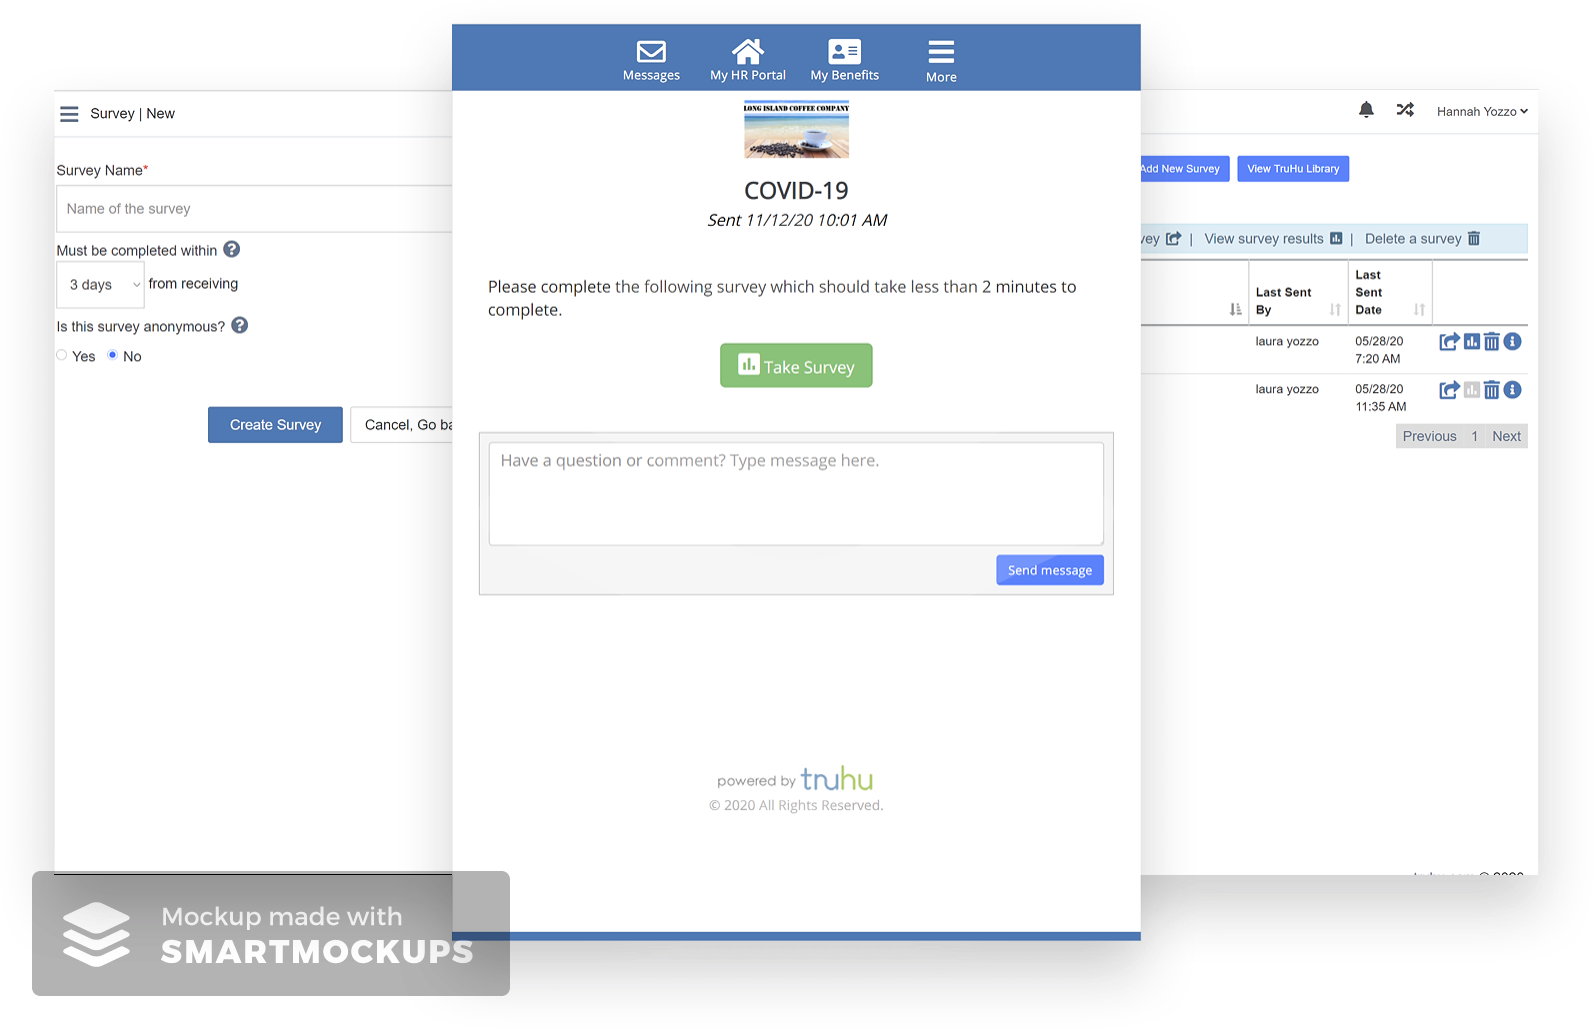 Messages
My HR Portal
My Benefits
More
Survey | New
Survey Name*
Name of the survey
Must be completed within
3 days
from receiving
Is this survey anonymous?
Yes
No
Create Survey
Cancel, Go
LONG ISLAND COFFEE COMPANY
COVID-19
Sent 11/12/20 10:01 AM
Please complete the following survey which should take less than 2 minutes to
complete.
Take Survey
Have a question or comment? Type message here.
Send message
powered by truhu
© 2020 All Rights Reserved.
Hannah Yozzo
Add New Survey
View TruHu Library
| View survey results | Delete a survey
Last Sent
By
Last
Sent
Date
laura yozzo
05/28/20
7:20 AM
laura yozzo
05/28/20
11:35 AM
Previous 1 Next
Mockup made with
SMARTMOCKUPS